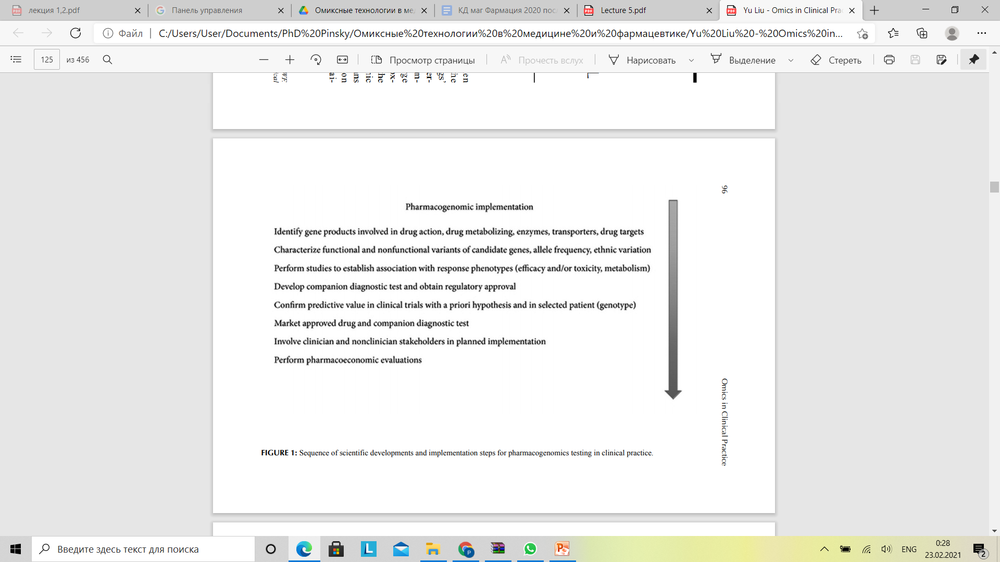 лекция 1,2.pdf
Панель управления
Омиксные технологии в ме
КД маг Фармация 2020 пос
Lecture 5.pdf
Yu Liu - Omics in Clinical Pra
Файл
C:/Users/User/Documents/PhD%20Pinsky/Омиксные%20технологии%20в%20медицине%20и%20фармацевтике/Yu%20Liu%20-%20Omics%20in...
125
из 456
Просмотр страницы
Прочесть вслух
Нарисовать
Выделение
Стереть
96
Pharmacogenomic implementation
Identify gene products involved in drug action, drug metabolizing, enzymes, transporters, drug targets
Characterize functional and nonfunctional variants of candidate genes, allele frequency, ethnic variation
Perform studies to establish association with response phenotypes (efficacy and/or toxicity, metabolism)
Develop companion diagnostic test and obtain regulatory approval
Confirm predictive value in clinical trials with a priori hypothesis and in selected patient (genotype)
Market approved drug and companion diagnostic test
Involve clinician and nonclinician stakeholders in planned implementation
Perform pharmacoeconomic evaluations
Omics in Clinical Practice
FIGURE 1: Sequence of scientific developments and implementation steps for pharmacogenomics testing in clinical practice.
Введите здесь текст для поиска
ENG
0:28
23.02.2021
2